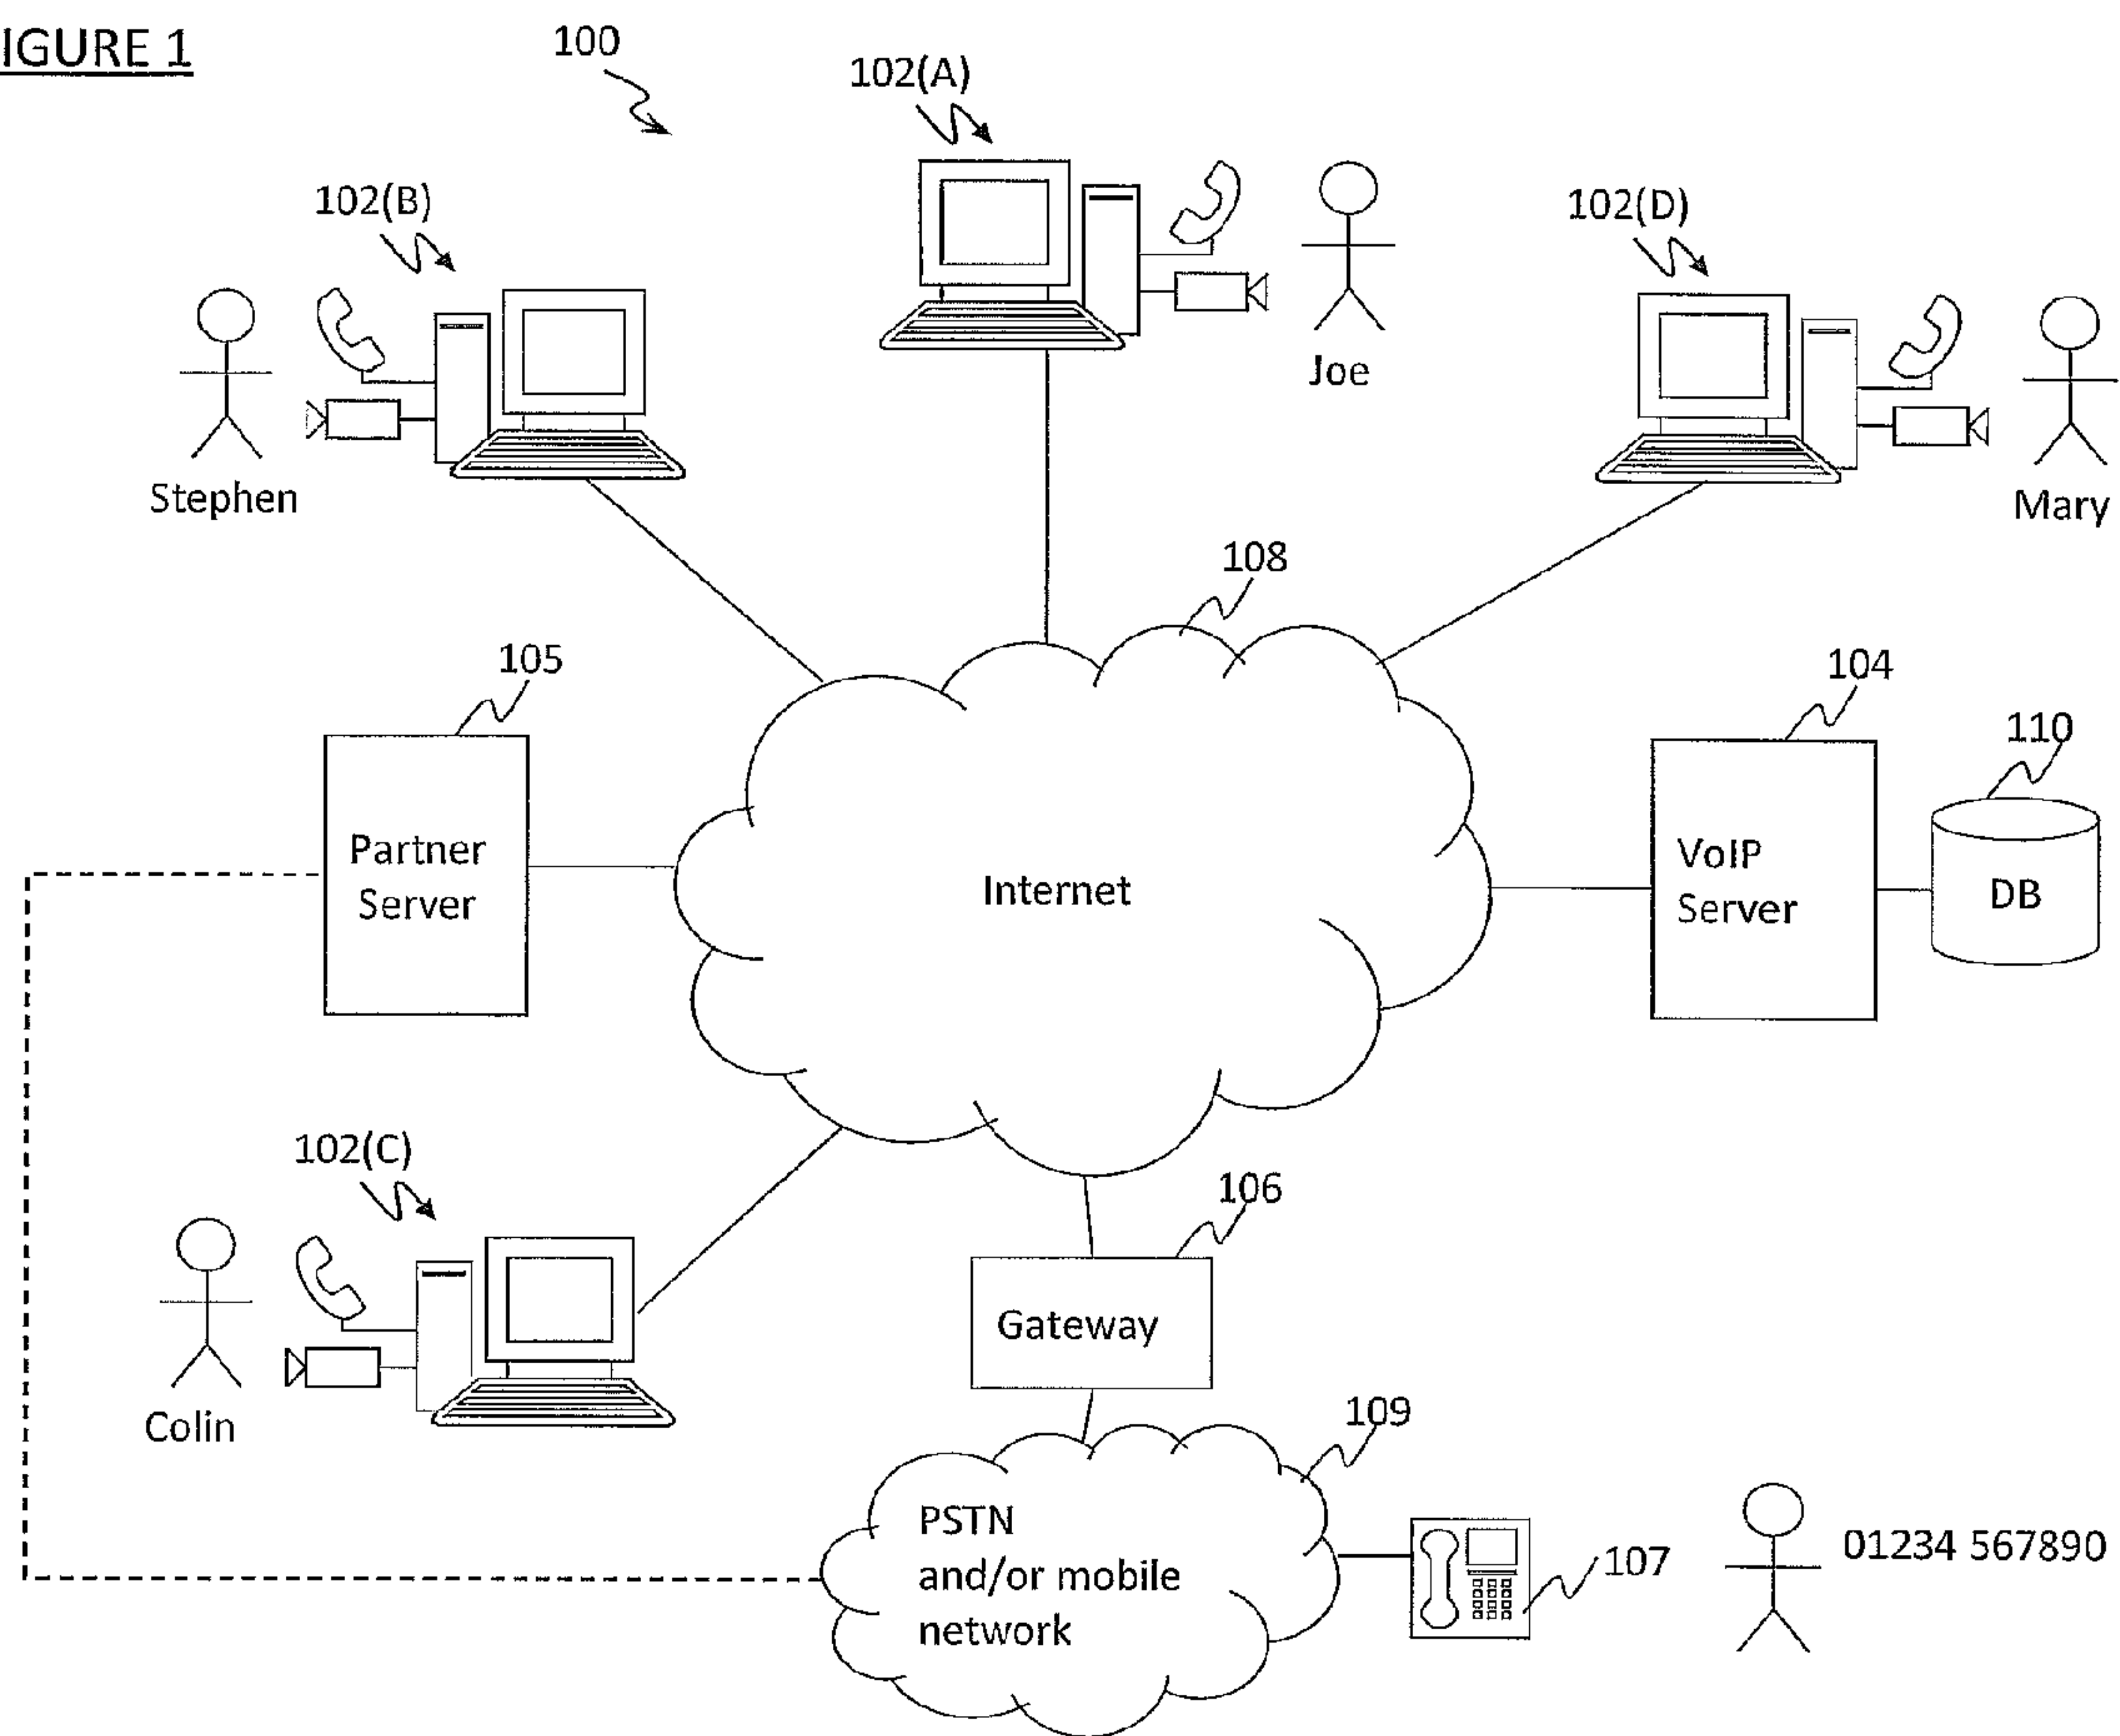 IGURE 1
100
102(A)
102(B)
102(D)
Joe
Stephen
Mary
108
105
104
110
Partner
Server
Internet
VoIP
Server
DB
102(C)
106
Gateway
Colin
109
PSTN
and/or mobile
network
107
01234 567890